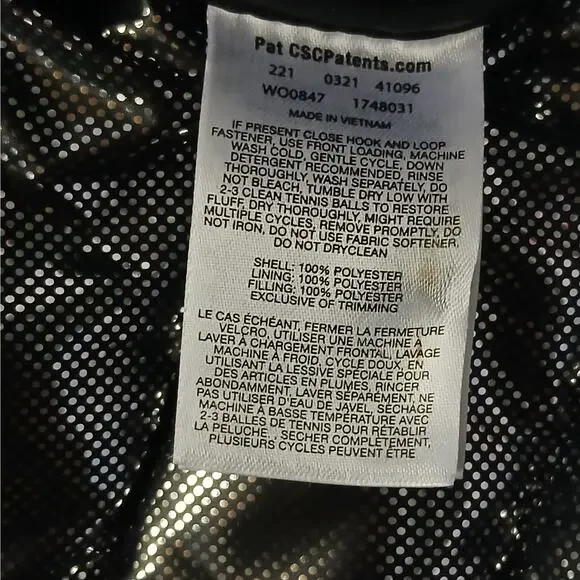 Pat CSCPatents.com
221 0321 41096
WO0847 1748031
MADE IN VIETNAM
IF PRESENT CLOSE HOOK AND LOOP
FASTENER, USE FRONT LOADING, MACHINE
WASH COLD, GENTLE CYCLE, DOWN
DETERGENT RECOMMENDED, RINSE
THOROUGHLY, WASH SEPARATELY, DO
NOT BLEACH, TUMBLE DRY LOW WITH
2-3 CLEAN TENNIS BALLS TO RESTORE
FLUFF, DRY THOROUGHLY, MIGHT REQUIRE
MULTIPLE CYCLES, REMOVE PROMPTLY, DO
NOT IRON, DO NOT USE FABRIC SOFTENER,
DO NOT DRYCLEAN
SHELL: 100% POLYESTER
LINING: 100% POLYESTER
FILLING: 100% POLYESTER
EXCLUSIVE OF TRIMMING
LE CAS ÉCHÉANT, FERMER LA FERMETURE
VELCRO, UTILISER UNE MACHINE À
LAVER À CHARGEMENT FRONTAL, LAVAGE
MACHINE À FROID, CYCLE DOUX, EN
UTILISANT LA LESSIVE SPÉCIALE POUR
DES ARTICLES EN PLUMES, RINCER
ABONDAMMENT, LAVER SÉPARÉMENT, NE
PAS UTILISER D'EAU DE JAVEL, SÉCHAGE
MACHINE À BASSE TEMPÉRATURE AVEC
2-3 BALLES DE TENNIS POUR RÉTABLIR
LA PELUCHE , SÉCHER COMPLÈTEMENT,
PLUSIEURS CYCLES PEUVENT ÊTRE